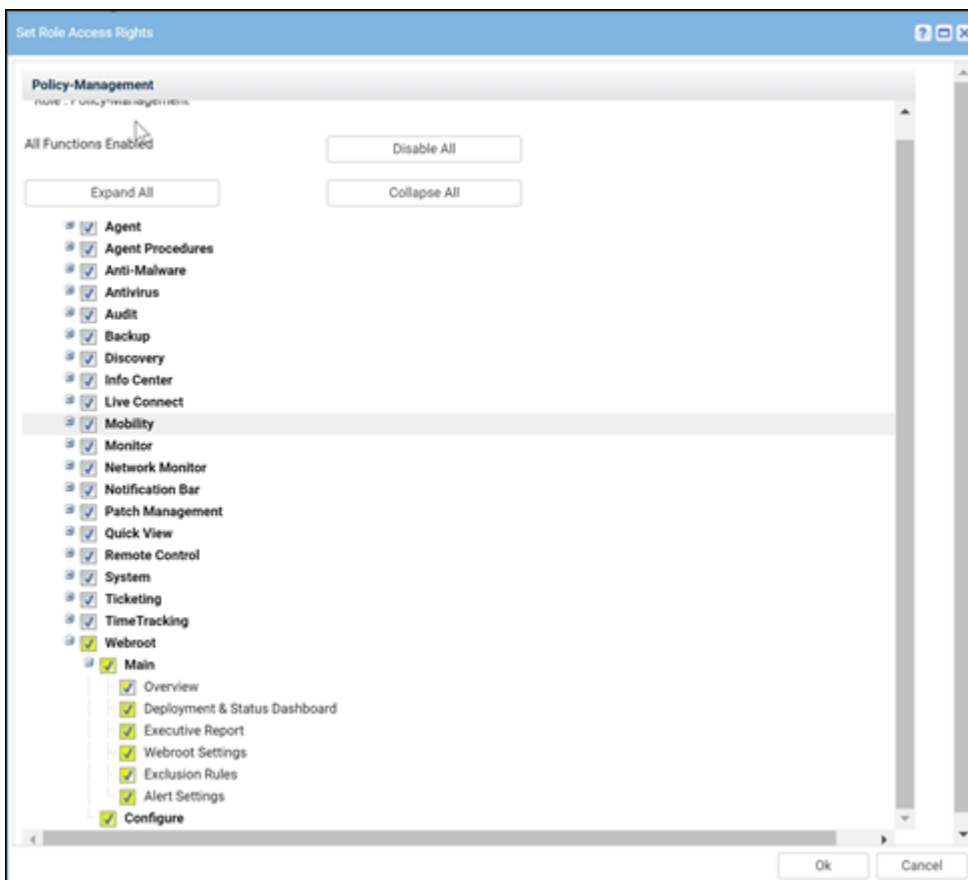 Set Role Access Rights
Policy-Management
Role : Policy-Management
All Functions Enabled
Disable All
Expand All
Collapse All
Agent
Agent Procedures
Anti-Malware
Antivirus
Audit
Backup
Discovery
Info Center
Live Connect
Mobility
Monitor
Network Monitor
Notification Bar
Patch Management
Quick View
Remote Control
System
Ticketing
TimeTracking
Webroot
Main
Overview
Deployment & Status Dashboard
Executive Report
Webroot Settings
Exclusion Rules
Alert Settings
Configure
Ok
Cancel